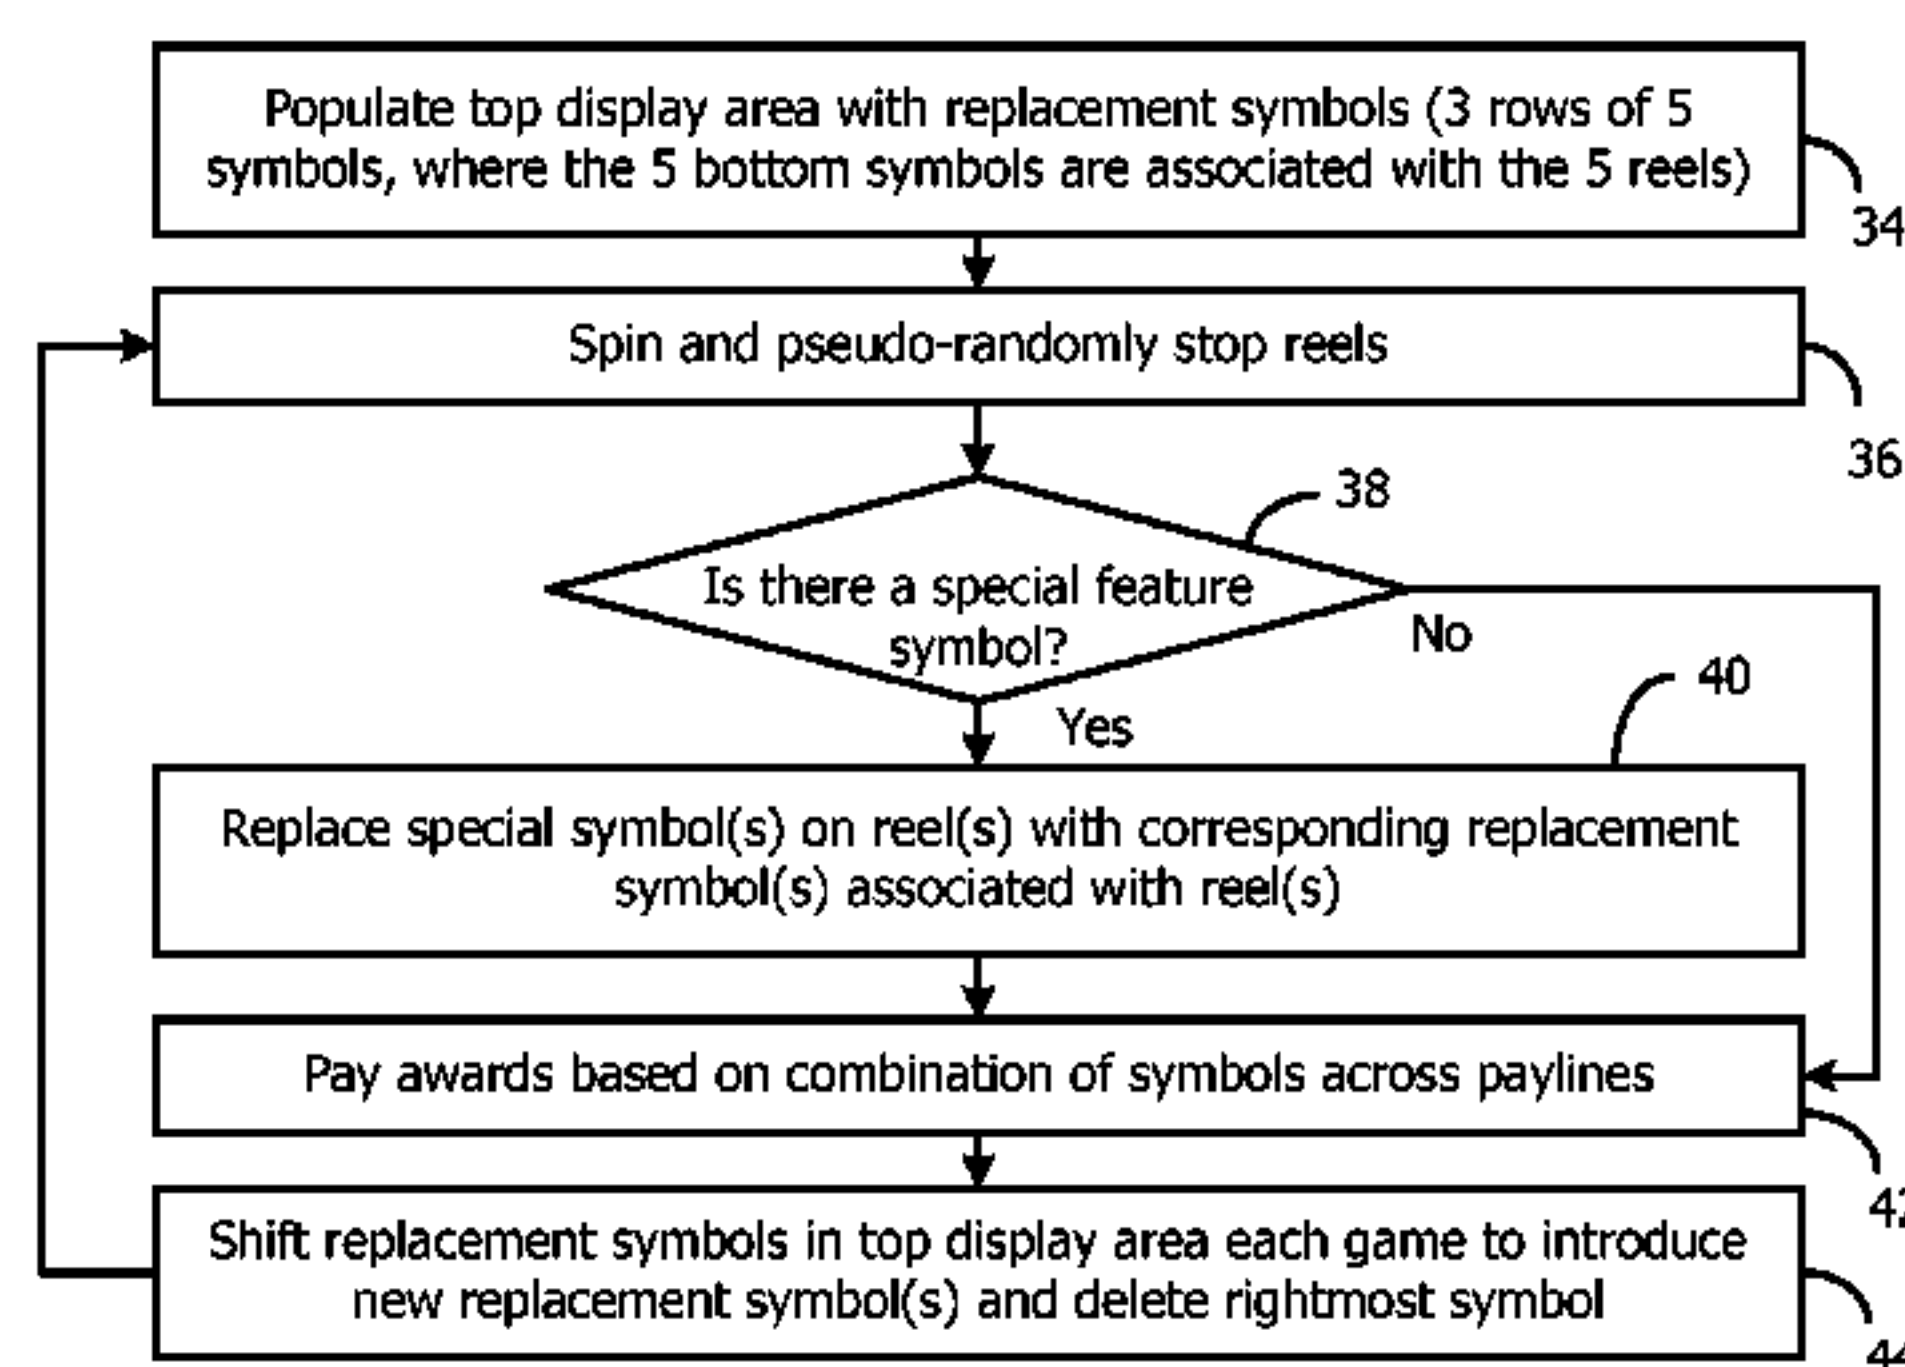 Populate top display area with replacement symbols (3 rows of 5
symbols, where the 5 bottom symbols are associated with the 5 reels)
34
Spin and pseudo-randomly stop reels
36
38
Is there a special feature
symbol?
No
40
Yes
Replace special symbol(s) on reel(s) with corresponding replacement
symbol(s) associated with reel(s)
Pay awards based on combination of symbols across paylines
42
Shift replacement symbols in top display area each game to introduce
new replacement symbol(s) and delete rightmost symbol
44